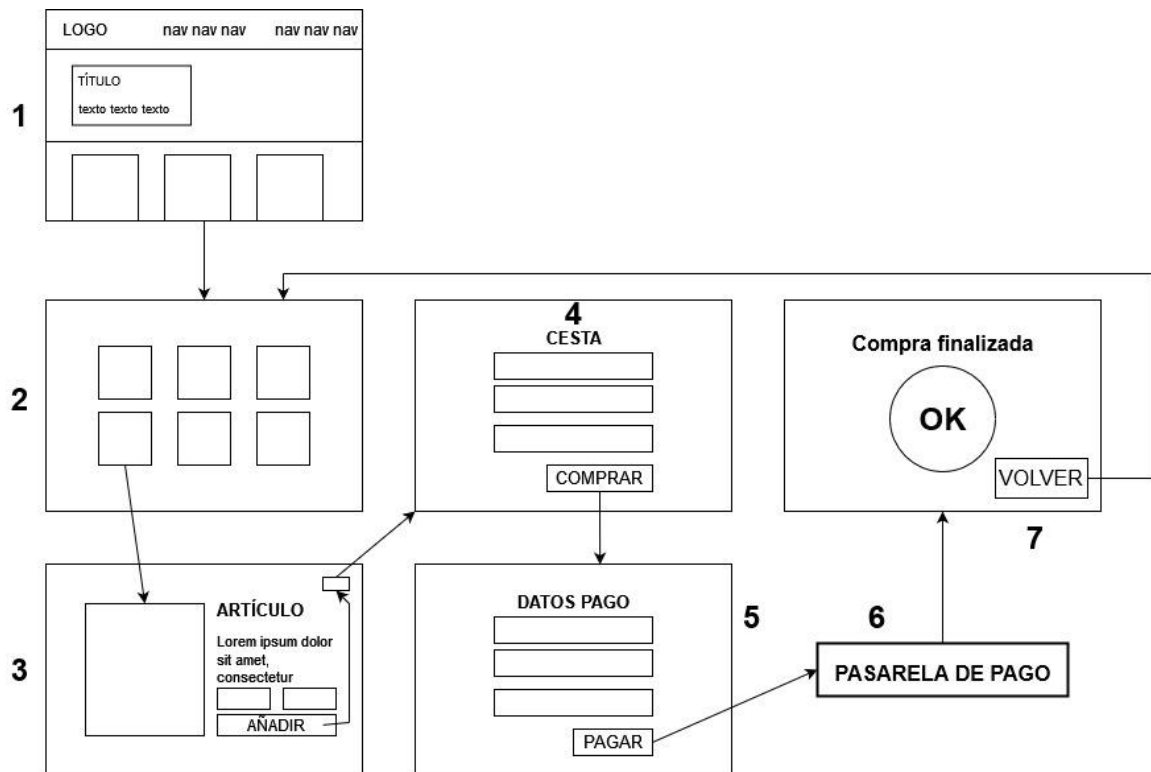 LOGO nav nav nav nav nav nav
TÍTULO
texto texto texto
1
2
4
CESTA
COMPRAR
Compra finalizada
OK
VOLVER
7
3
ARTÍCULO
Lorem ipsum dolor
sit amet,
consectetur
AÑADIR
DATOS PAGO
PAGAR
5
6
PASARELA DE PAGO